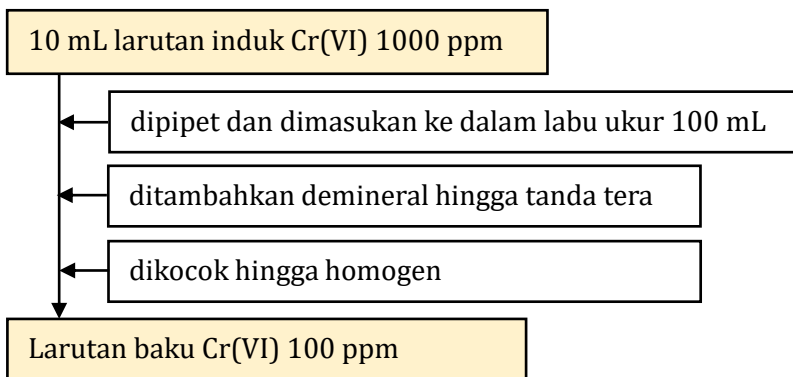 10 mL larutan induk Cr(VI) 1000 ppm
dipipet dan dimasukan ke dalam labu ukur 100 mL
ditambahkan demineral hingga tanda tera
dikocok hingga homogen
Larutan baku Cr(VI) 100 ppm